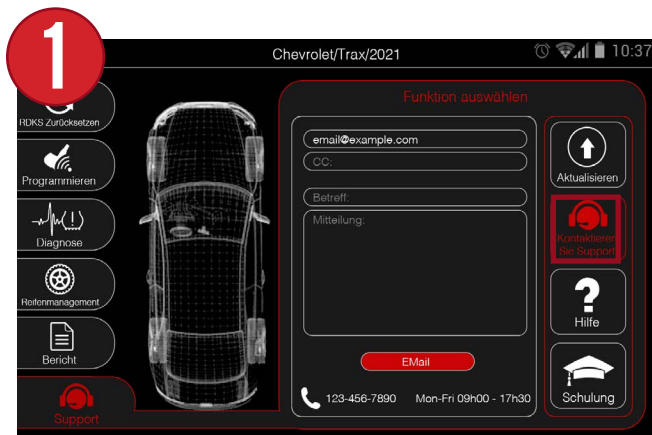 1
Chevrolet/Trax/2021
10:37
RDKS Zurücksetzen
Programmieren
Diagnose
Reifenmanagement
Bericht
Support
Funktion auswählen
email@example.com
CC:
Betreff:
Mitteilung:
EMail
123-456-7890 Mon-Fri 09h00 - 17h30
Aktualisieren
Kontaktieren
Sie Support
Hilfe
Schulung